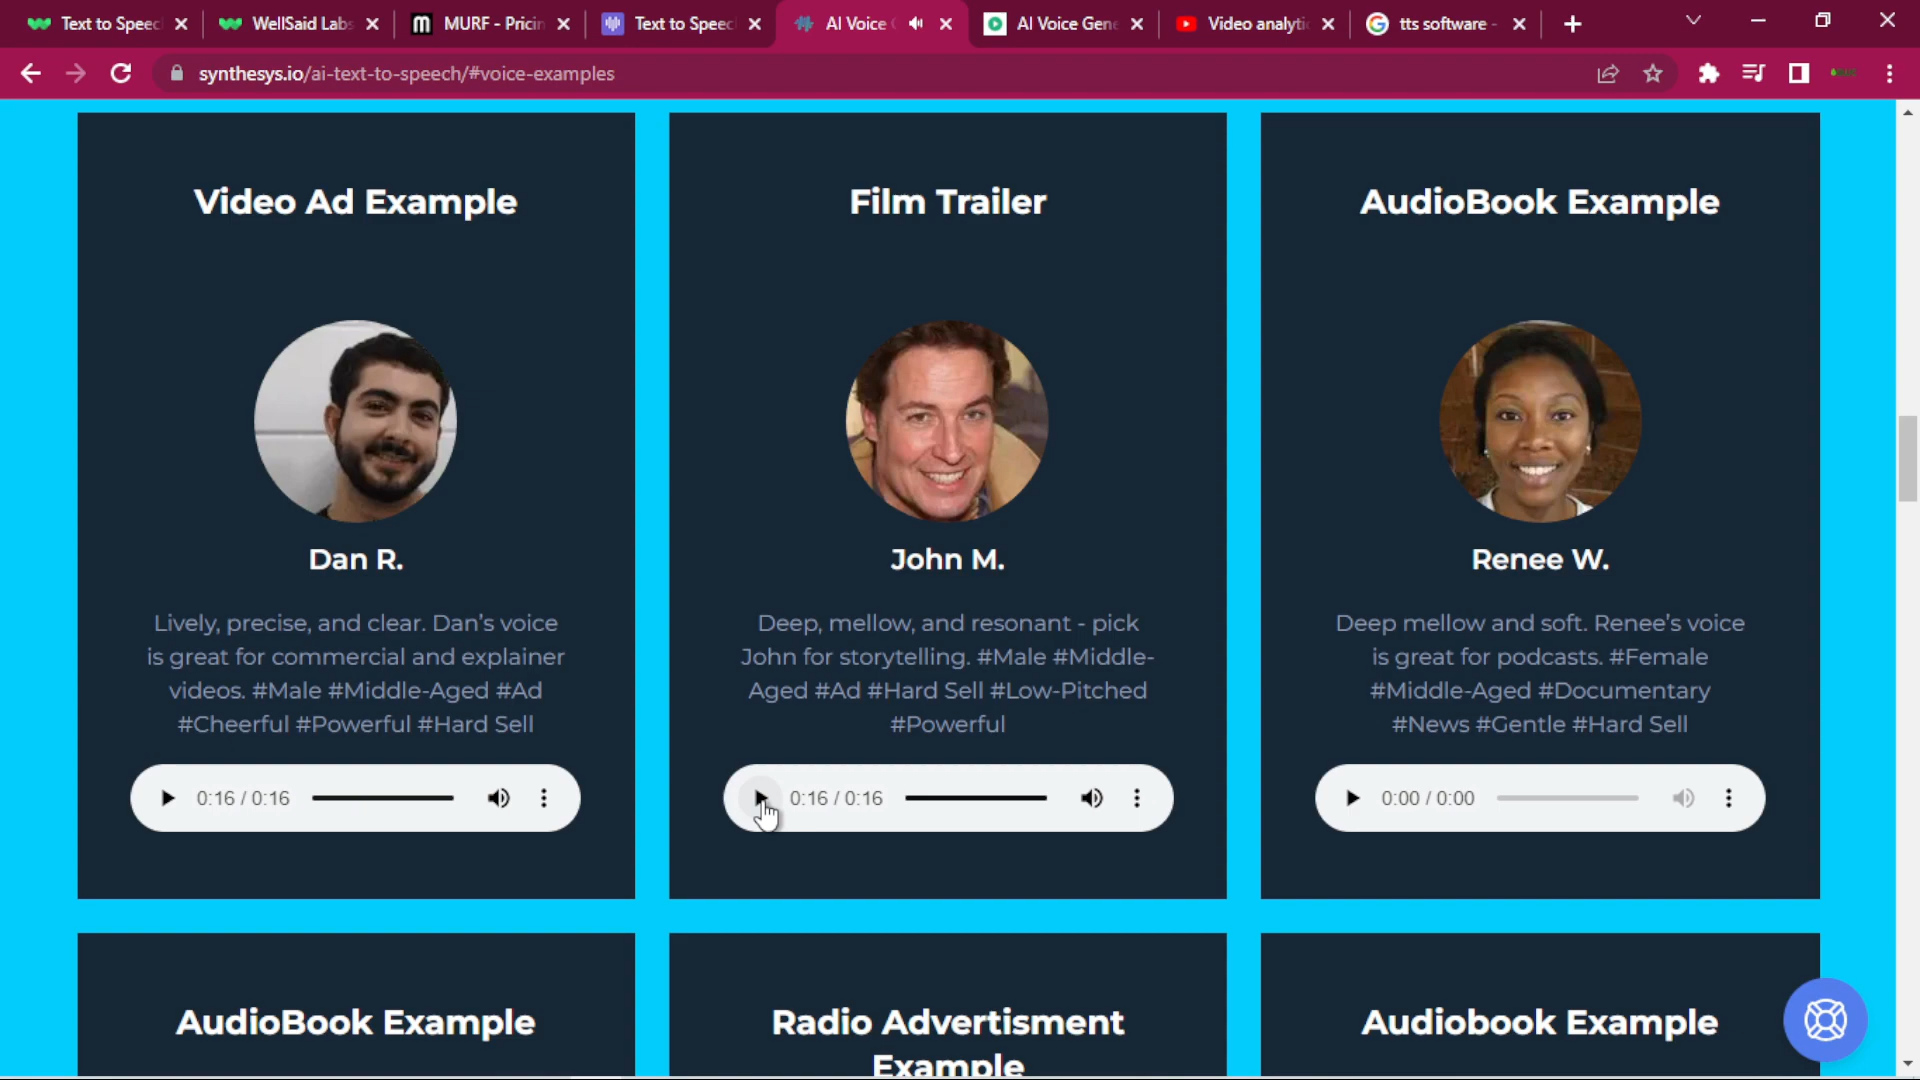 Text to Speec
WellSaid Labs
MURF - Pricin
Text to Speec
AI Voice
AI Voice Gene
Video analytic
tts software -
synthesys.io/ai-text-to-speech/#voice-examples
Video Ad Example
Dan R.
Lively, precise, and clear. Dan's voice
is great for commercial and explainer
videos. #Male #Middle-Aged #Ad
#Cheerful #Powerful #Hard Sell
0:16 / 0:16
Film Trailer
John M.
Deep, mellow, and resonant - pick
John for storytelling. #Male #Middle-
Aged #Ad #Hard Sell #Low-Pitched
#Powerful
0:16 / 0:16
AudioBook Example
Renee W.
Deep mellow and soft. Renee's voice
is great for podcasts. #Female
#Middle-Aged #Documentary
#News #Gentle #Hard Sell
0:00 / 0:00
AudioBook Example
Radio Advertisment
Example
Audiobook Example